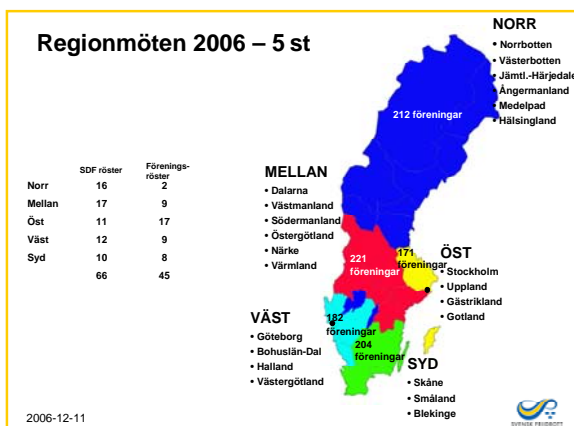 Regionmöten 2006 – 5 st
NORR
• Norrbotten
• Västerbotten
• Jämtl.-Härjedale
• Ångermanland
• Medelpad
• Hälsingland
212 föreningar
SDF röster Förenings-
röster
Norr 16 2
Mellan 17 9
Öst 11 17
Väst 12 9
Syd 10 8
66 45
MELLAN
• Dalarna
• Västmanland
• Södermanland
• Östergötland
• Närke
• Värmland
221
föreningar
171
föreningar
ÖST
• Stockholm
• Uppland
• Gästrikland
• Gotland
VÄST
• Göteborg
• Bohuslän-Dal
• Halland
• Västergötland
182
föreningar
204
föreningar
SYD
• Skåne
• Småland
• Blekinge
2006-12-11
SVENSK FRIIDROTT